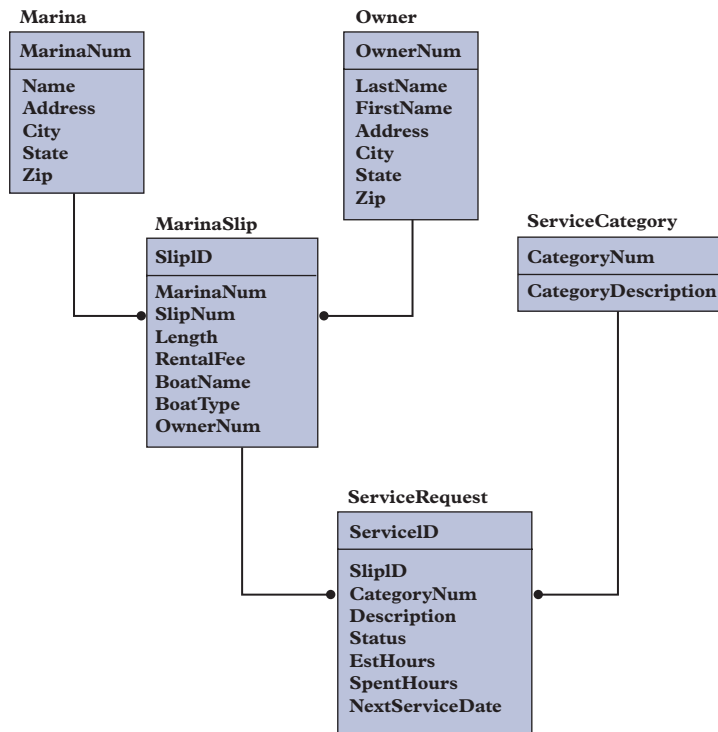 Marina
MarinaNum
Name
Address
City
State
Zip
Owner
OwnerNum
LastName
FirstName
Address
City
State
Zip
MarinaSlip
SlipID
MarinaNum
SlipNum
Length
RentalFee
BoatName
BoatType
OwnerNum
ServiceCategory
CategoryNum
CategoryDescription
ServiceRequest
ServiceID
SlipID
CategoryNum
Description
Status
EstHours
SpentHours
NextServiceDate